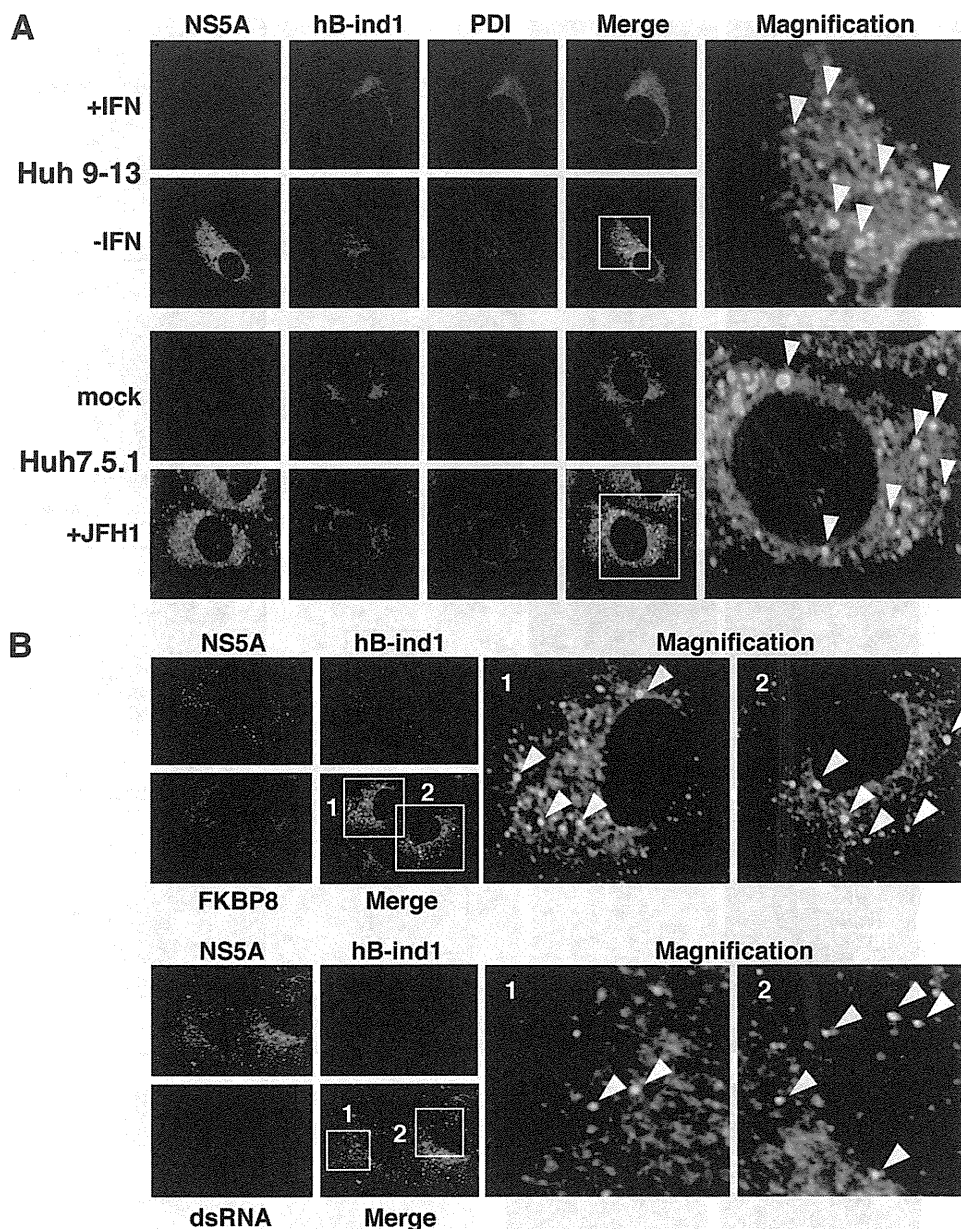 A
NS5A hB-ind1 PDI Merge Magnification
+IFN
Huh 9-13
-IFN
mock
Huh7.5.1
+JFH1
B
NS5A hB-ind1 Magnification
1 2
1 2
FKBP8 Merge
NS5A hB-ind1 Magnification
1 2
1
2
dsRNA Merge